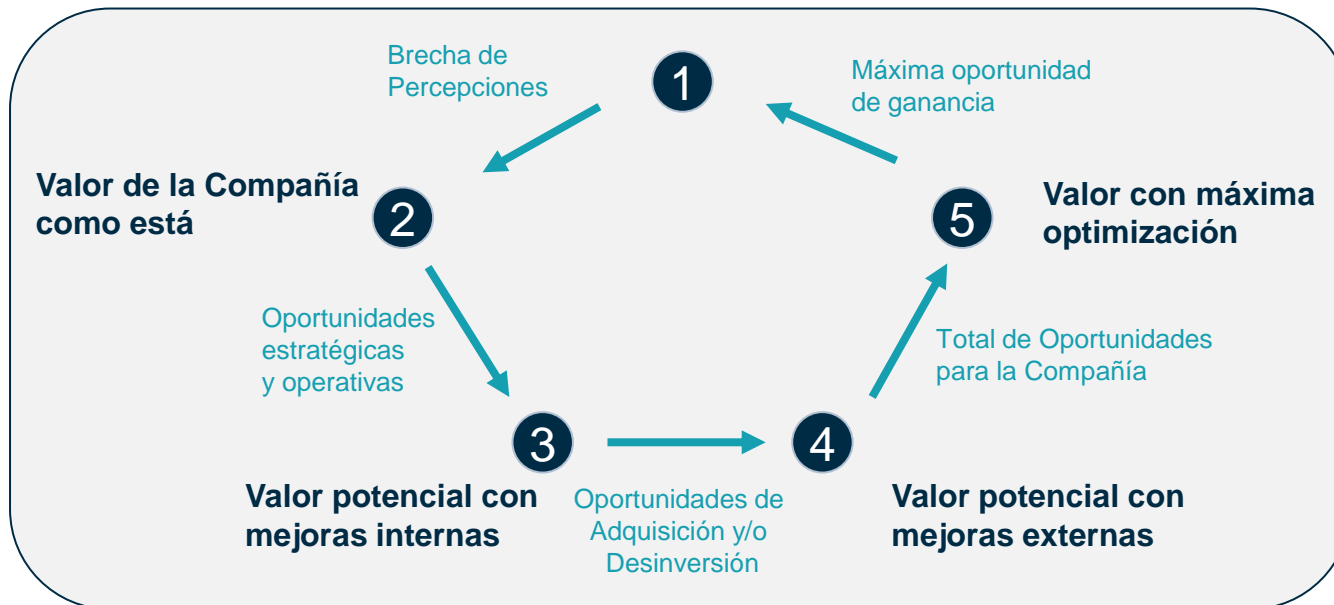 Brecha de
Percepciones
1
Máxima oportunidad
de ganancia
Valor de la Compañía
como está
2
5
Valor con máxima
optimización
Oportunidades
estratégicas
y operativas
Total de Oportunidades
para la Compañía
3
4
Valor potencial con
mejoras internas
Oportunidades de
Adquisición y/o
Desinversión
Valor potencial con
mejoras externas